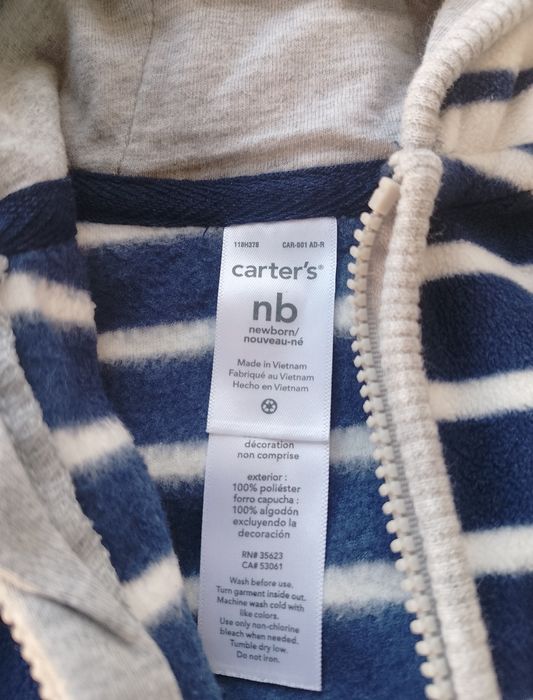 118H378 CAR-001 AD-R
carter's®
nb
newborn/
nouveau-né
Made in Vietnam
Fabriqué au Vietnam
Hecho en Vietnam
décoration
non comprise
exterior :
100% poliéster
forro capucha :
100% algodón
excluyendo la
decoración
RN# 35623
CA# 53061
Wash before use.
Turn garment inside out.
Machine wash cold with
like colors.
Use only non-chlorine
bleach when needed.
Tumble dry low.
Do not iron.